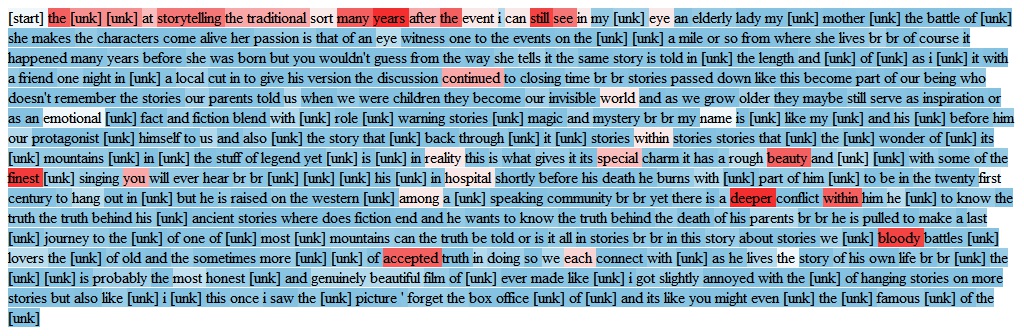 [start] the [unk] [unk] at storytelling the traditional sort many years after the event i can still see in my [unk] eye an elderly lady my [unk] mother [unk] the battle of [unk]
she makes the characters come alive her passion is that of an eye witness one to the events on the [unk] [unk] a mile or so from where she lives br br of course it
happened many years before she was born but you wouldn't guess from the way she tells it the same story is told in [unk] the length and [unk] of [unk] as i [unk] it with
a friend one night in [unk] a local cut in to give his version the discussion continued to closing time br br stories passed down like this become part of our being who
doesn't remember the stories our parents told us when we were children they become our invisible world and as we grow older they maybe still serve as inspiration or
as an emotional [unk] fact and fiction blend with [unk] role [unk] warning stories [unk] magic and mystery br br my name is [unk] like my [unk] and his [unk] before him
our protagonist [unk] himself to us and also [unk] the story that [unk] back through [unk] it [unk] stories within stories stories that [unk] the [unk] wonder of [unk] its
[unk] mountains [unk] in [unk] the stuff of legend yet [unk] is [unk] in reality this is what gives it its special charm it has a rough beauty and [unk] [unk] with some of the
finest [unk] singing you will ever hear br br [unk] [unk] [unk] his [unk] in hospital shortly before his death he burns with [unk] part of him [unk] to be in the twenty first
century to hang out in [unk] but he is raised on the western [unk] among a [unk] speaking community br br yet there is a deeper conflict within him he [unk] to know the
truth the truth behind his [unk] ancient stories where does fiction end and he wants to know the truth behind the death of his parents br br he is pulled to make a last
[unk] journey to the [unk] of one of [unk] most [unk] mountains can the truth be told or is it all in stories br br in this story about stories we [unk] bloody battles [unk]
lovers the [unk] of old and the sometimes more [unk] [unk] of accepted truth in doing so we each connect with [unk] as he lives the story of his own life br br [unk] the
[unk] [unk] is probably the most honest [unk] and genuinely beautiful film of [unk] ever made like [unk] i got slightly annoyed with the [unk] of hanging stories on more
stories but also like [unk] i [unk] this once i saw the [unk] picture ' forget the box office [unk] of [unk] and its like you might even [unk] the [unk] famous [unk] of the
[unk]